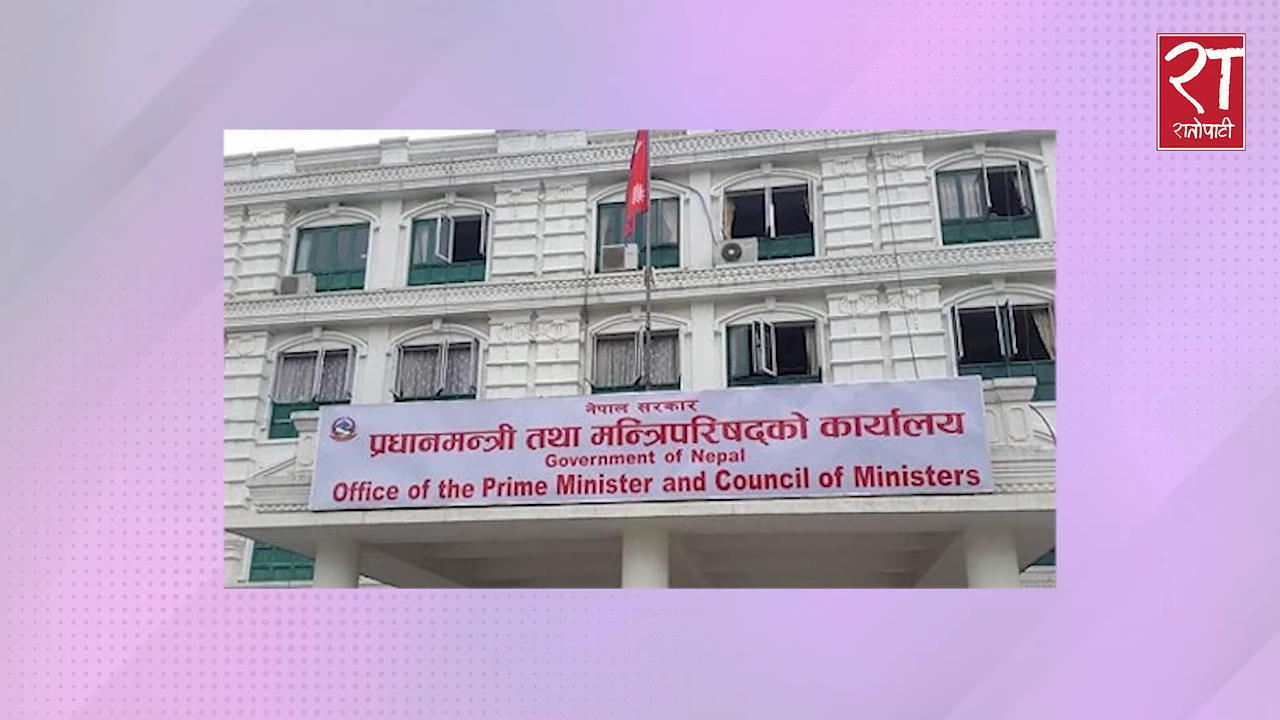 रा
रातोपाटी
नेपाल सरकार
प्रधानमन्त्री तथा मन्त्रिपरिषद्को कार्यालय
Government of Nepal
Office of the Prime Minister and Council of Ministers